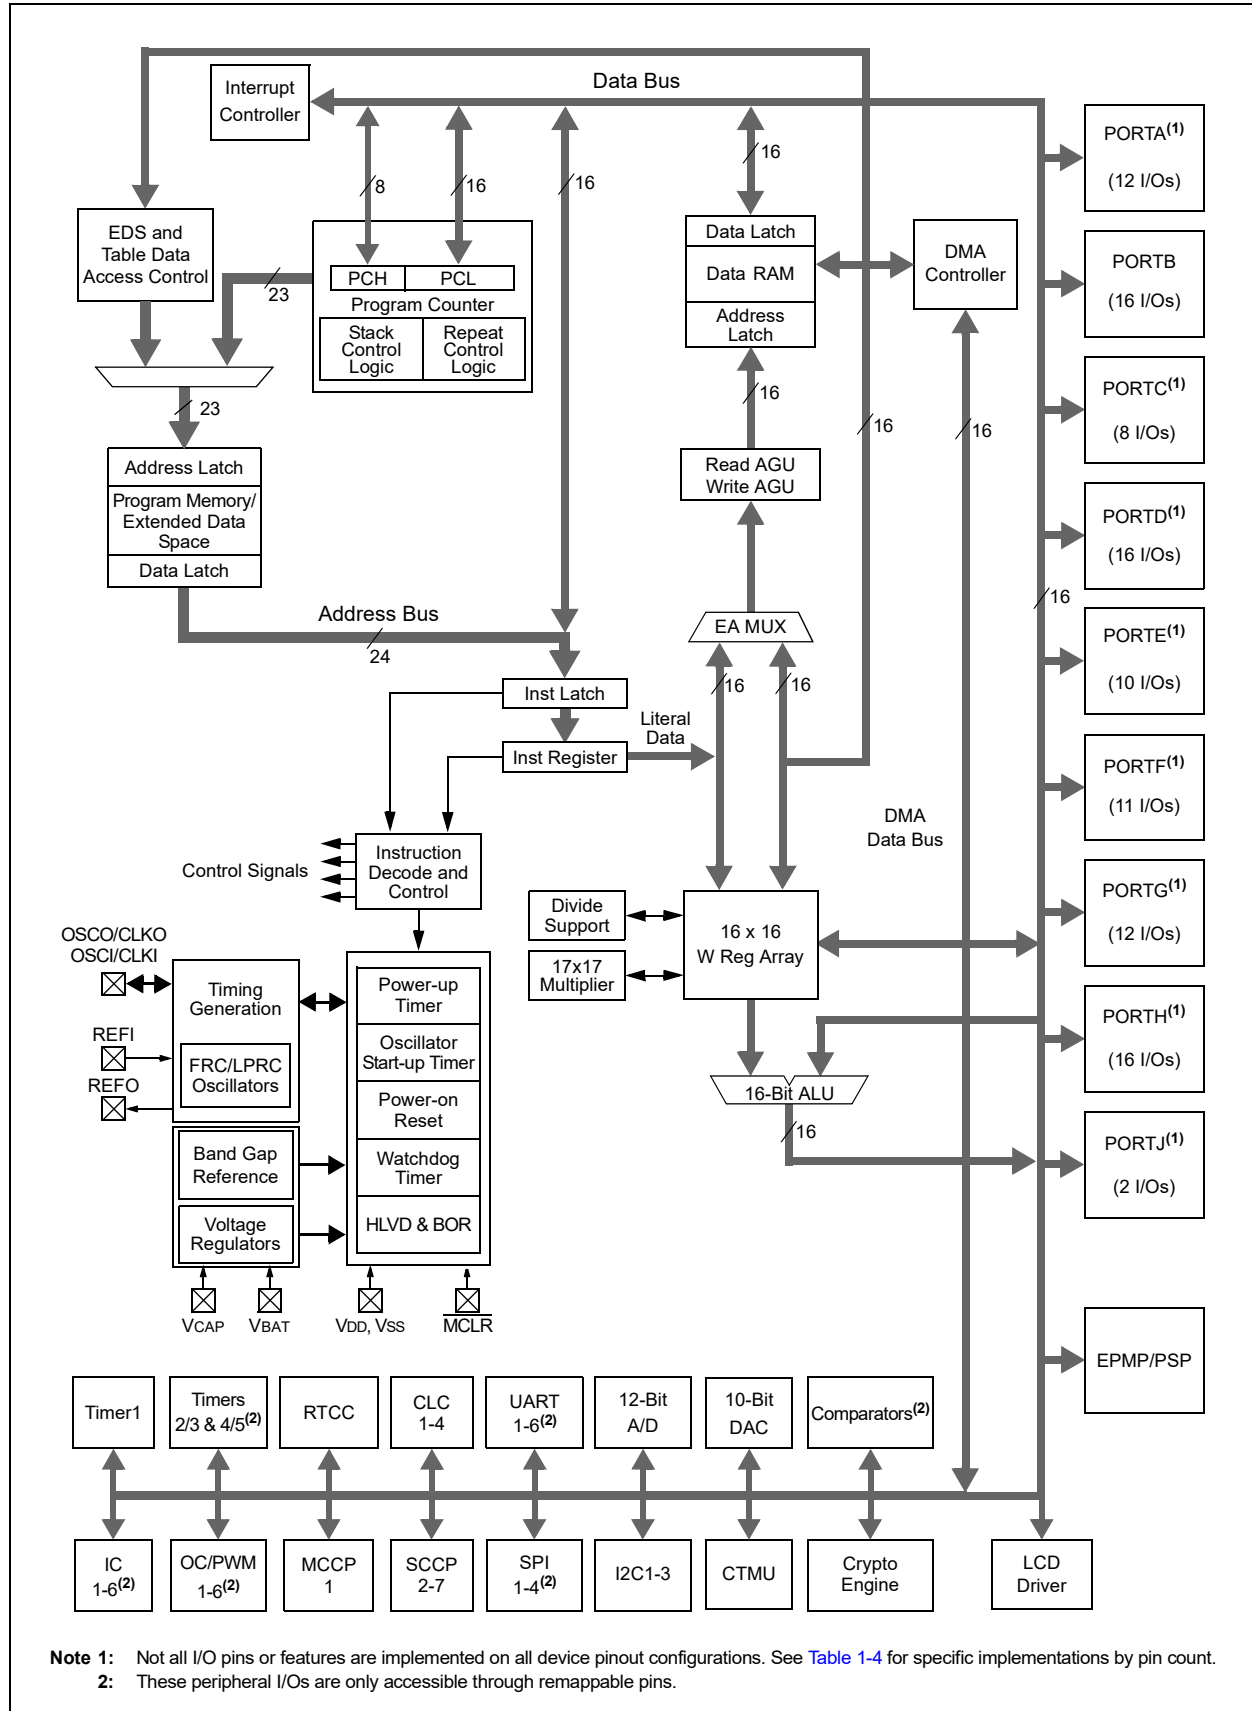 Data Bus
Interrupt
Controller
PORTA(1)
(12 I/Os)
16
8
16
16
EDS and
Table Data
Access Control
Data Latch
Data RAM
Address
Latch
DMA
Controller
PORTB
(16 I/Os)
PCH
PCL
Program Counter
23
Stack
Control
Logic
Repeat
Control
Logic
23
16
16
16
PORTC(1)
(8 I/Os)
Address Latch
Program Memory/
Extended Data
Space
Data Latch
Read AGU
Write AGU
PORTD(1)
(16 I/Os)
16
Address Bus
24
EA MUX
PORTE(1)
(10 I/Os)
16
16
Inst Latch
Literal
Data
Inst Register
PORTF(1)
(11 I/Os)
DMA
Data Bus
Control Signals
Instruction
Decode and
Control
Divide
Support
17x17
Multiplier
16 x 16
W Reg Array
PORTG(1)
(12 I/Os)
OSCO/CLKO
OSCI/CLKI
Timing
Generation
REFI
REFO
FRC/LPRC
Oscillators
Power-up
Timer
Oscillator
Start-up Timer
Power-on
Reset
Watchdog
Timer
HLVD & BOR
PORTH(1)
(16 I/Os)
16-Bit ALU
16
Band Gap
Reference
Voltage
Regulators
PORTJ(1)
(2 I/Os)
VCAP
VBAT
VDD, VSS
MCLR
EPMP/PSP
Timer1
Timers
2/3 & 4/5(2)
RTCC
CLC
1-4
UART
1-6(2)
12-Bit
A/D
10-Bit
DAC
Comparators(2)
IC
1-6(2)
OC/PWM
1-6(2)
MCCP
1
SCCP
2-7
SPI
1-4(2)
I2C1-3
CTMU
Crypto
Engine
LCD
Driver
Note 1: Not all I/O pins or features are implemented on all device pinout configurations. See Table 1-4 for specific implementations by pin count.
2: These peripheral I/Os are only accessible through remappable pins.